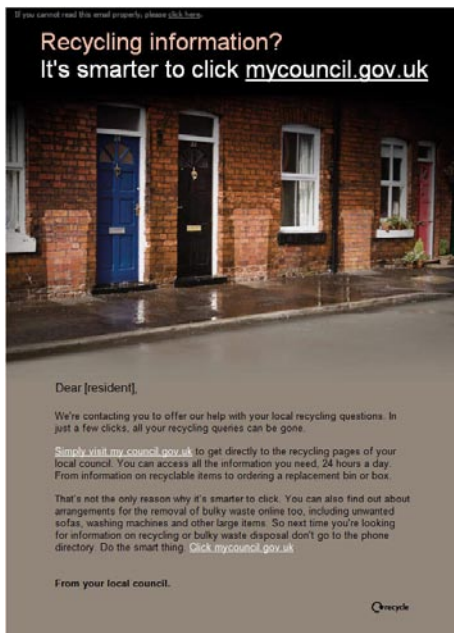 If you cannot read this email properly, please click here.
Recycling information?
It's smarter to click mycouncil.gov.uk
Dear [resident],
We're contacting you to offer our help with your local recycling questions. In
just a few clicks, all your recycling queries can be gone.
Simply visit my council.gov.uk to get directly to the recycling pages of your
local council. You can access all the information you need, 24 hours a day.
From information on recyclable items to ordering a replacement bin or box.
That's not the only reason why it's smarter to click. You can also find out about
arrangements for the removal of bulky waste online too, including unwanted
sofas, washing machines and other large items. So next time you're looking
for information on recycling or bulky waste disposal don't go to the phone
directory. Do the smart thing. Click mycouncil.gov.uk
From your local council.
recycle